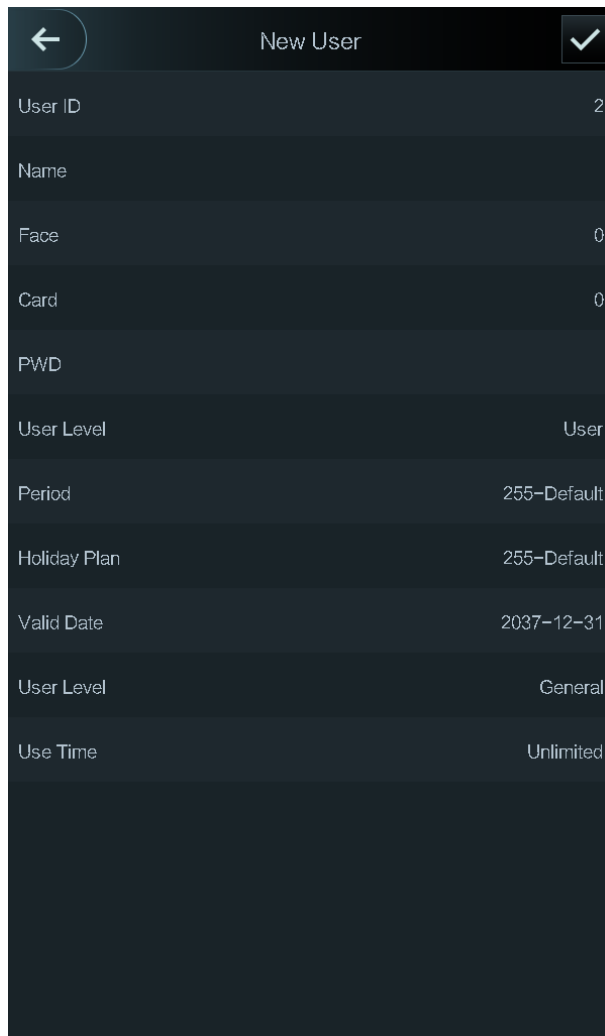 New User
User ID 2
Name
Face 0
Card 0
PWD
User Level User
Period 255-Default
Holiday Plan 255-Default
Valid Date 2037-12-31
User Level General
Use Time Unlimited